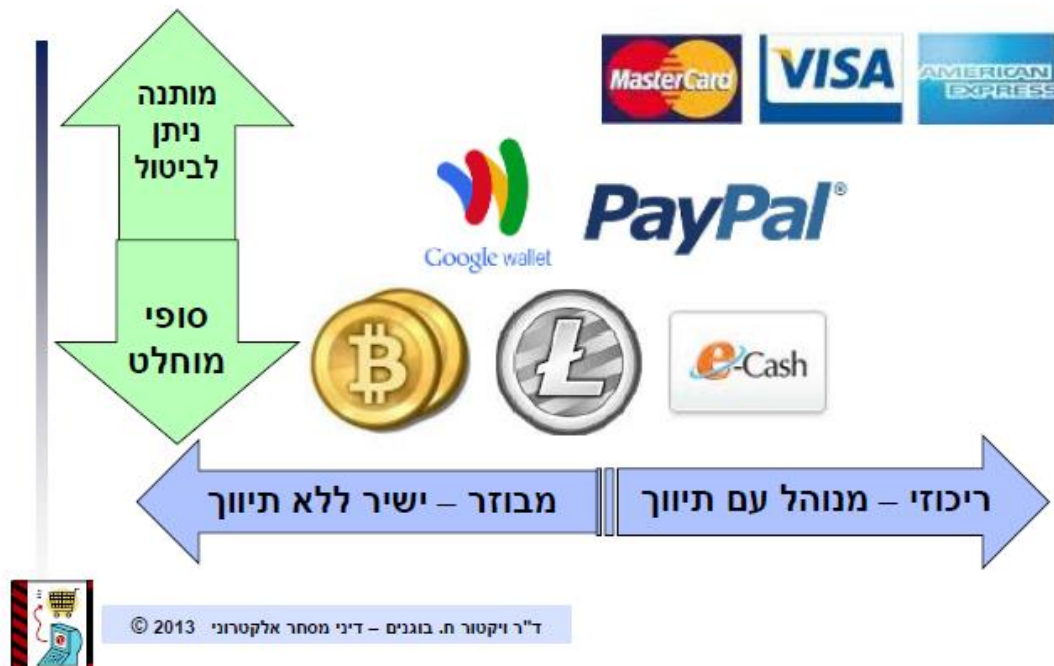 מותנה
ניתן
לביטול
MasterCard
VISA
AMERICAN
EXPRESS
Google wallet
PayPal®
סופי
מוחלט
e-Cash
מבוזר – ישיר ללא תיווך
ריכוזי – מנוהל עם תיווך
ד"ר ויקטור ח. בוגנים – דיני מסחר אלקטרוני 2013 ©